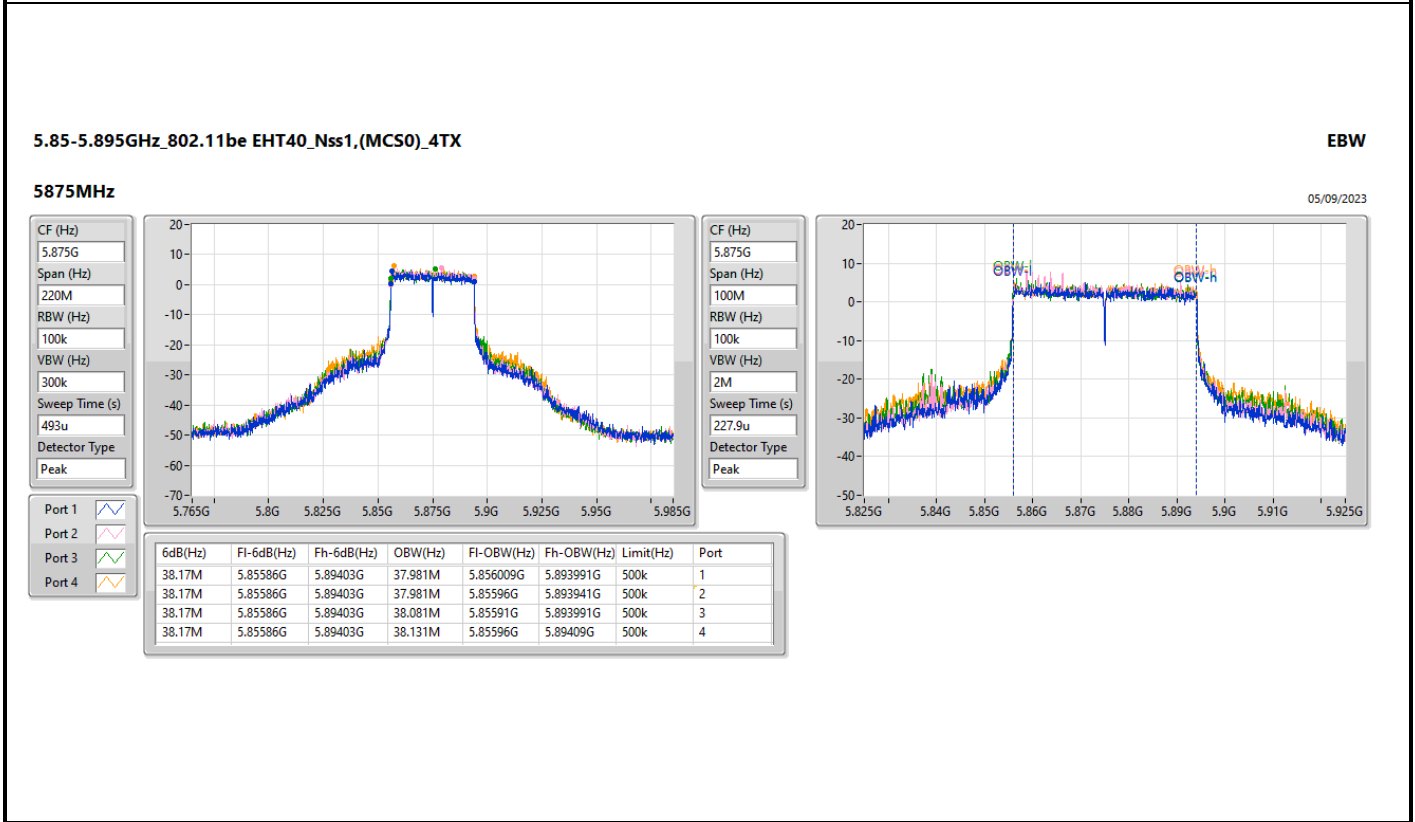 5.85-5.895GHz_802.11be EHT40_Nss1,(MCS0)_4TX
EBW
5875MHz
05/09/2023
CF (Hz)
5.875G
Span (Hz)
220M
RBW (Hz)
100k
VBW (Hz)
300k
Sweep Time (s)
493u
Detector Type
Peak
20
10
0
-10
-20
-30
-40
-50
-60
-70
5.765G 5.8G 5.825G 5.85G 5.875G 5.9G 5.925G 5.95G 5.985G
CF (Hz)
5.875G
Span (Hz)
100M
RBW (Hz)
100k
VBW (Hz)
2M
Sweep Time (s)
227.9u
Detector Type
Peak
20
10
0
-10
-20
-30
-40
-50
OBW-l
OBW-h
5.825G 5.84G 5.85G 5.86G 5.87G 5.88G 5.89G 5.9G 5.91G 5.925G
Port 1
Port 2
Port 3
Port 4
6dB(Hz) Fl-6dB(Hz) Fh-6dB(Hz) OBW(Hz) Fl-OBW(Hz) Fh-OBW(Hz) Limit(Hz) Port
38.17M 5.85586G 5.89403G 37.981M 5.856009G 5.893991G 500k 1
38.17M 5.85586G 5.89403G 37.981M 5.85596G 5.893941G 500k 2
38.17M 5.85586G 5.89403G 38.081M 5.85591G 5.893991G 500k 3
38.17M 5.85586G 5.89403G 38.131M 5.85596G 5.89409G 500k 4